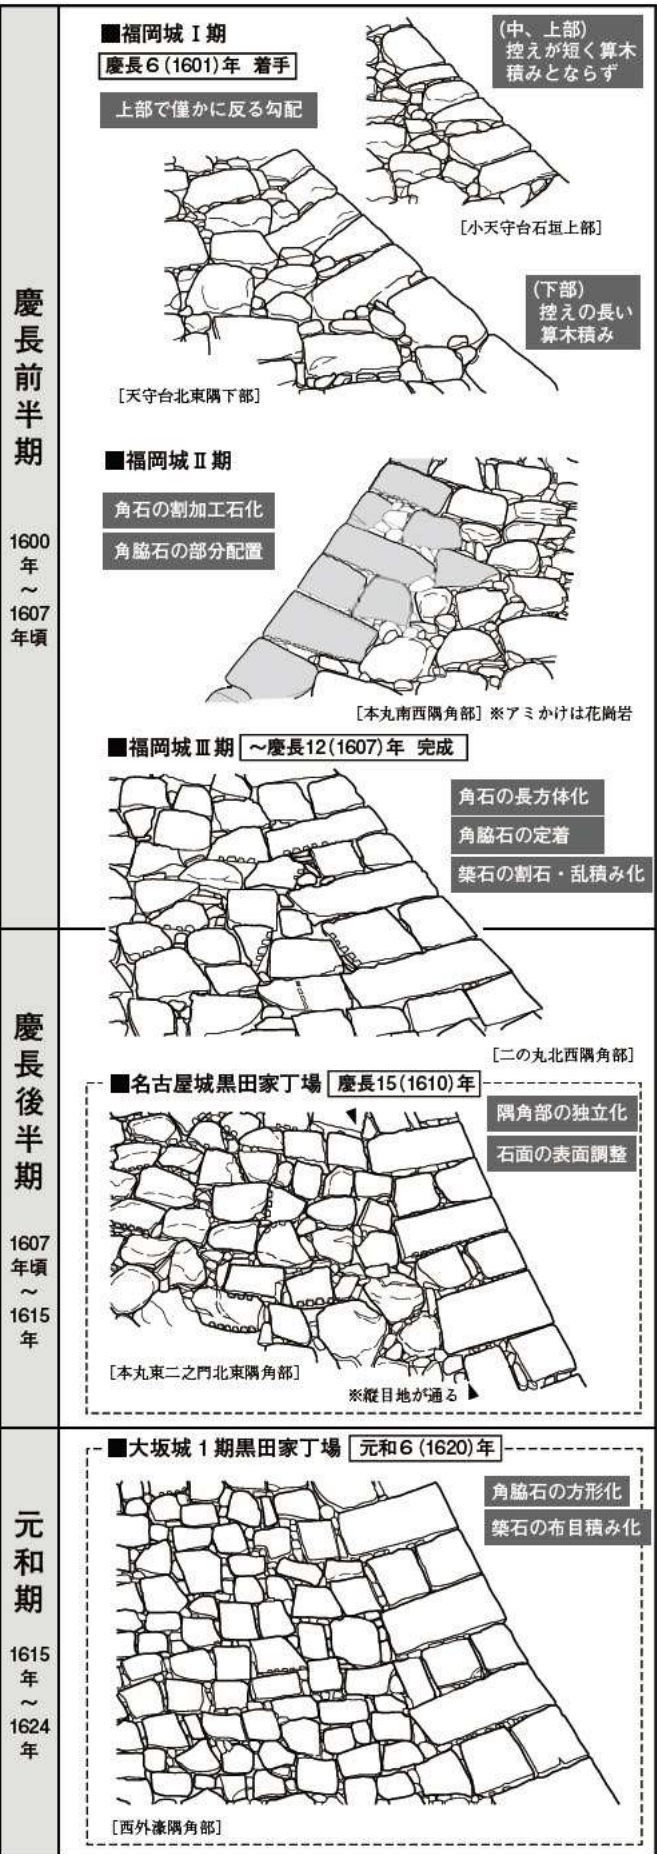 慶長前半期
1600
年
～
1607
年頃
■福岡城Ⅰ期
慶長6(1601)年 着手
上部で僅かに反る勾配
(中、上部)
控えが短く算木
積みとならず
[小天守台石垣上部]
(下部)
控えの長い
算木積み
[天守台北東隅下部]
■福岡城Ⅱ期
角石の割加工石化
角脇石の部分配置
[本丸南西隅角部]※アミかけは花崗岩
■福岡城Ⅲ期 ～慶長12(1607)年 完成
角石の長方体化
角脇石の定着
築石の割石・乱積み化
[二の丸北西隅角部]
慶長後半期
1607
年頃
～
1615
年
■名古屋城黒田家丁場 慶長15(1610)年
隅角部の独立化
石面の表面調整
[本丸東二之門北東隅角部]
※縦目地が通る
元和期
1615
年
～
1624
年
■大坂城1期黒田家丁場 元和6(1620)年
角脇石の方形化
築石の布目積み化
[西外濠隅角部]